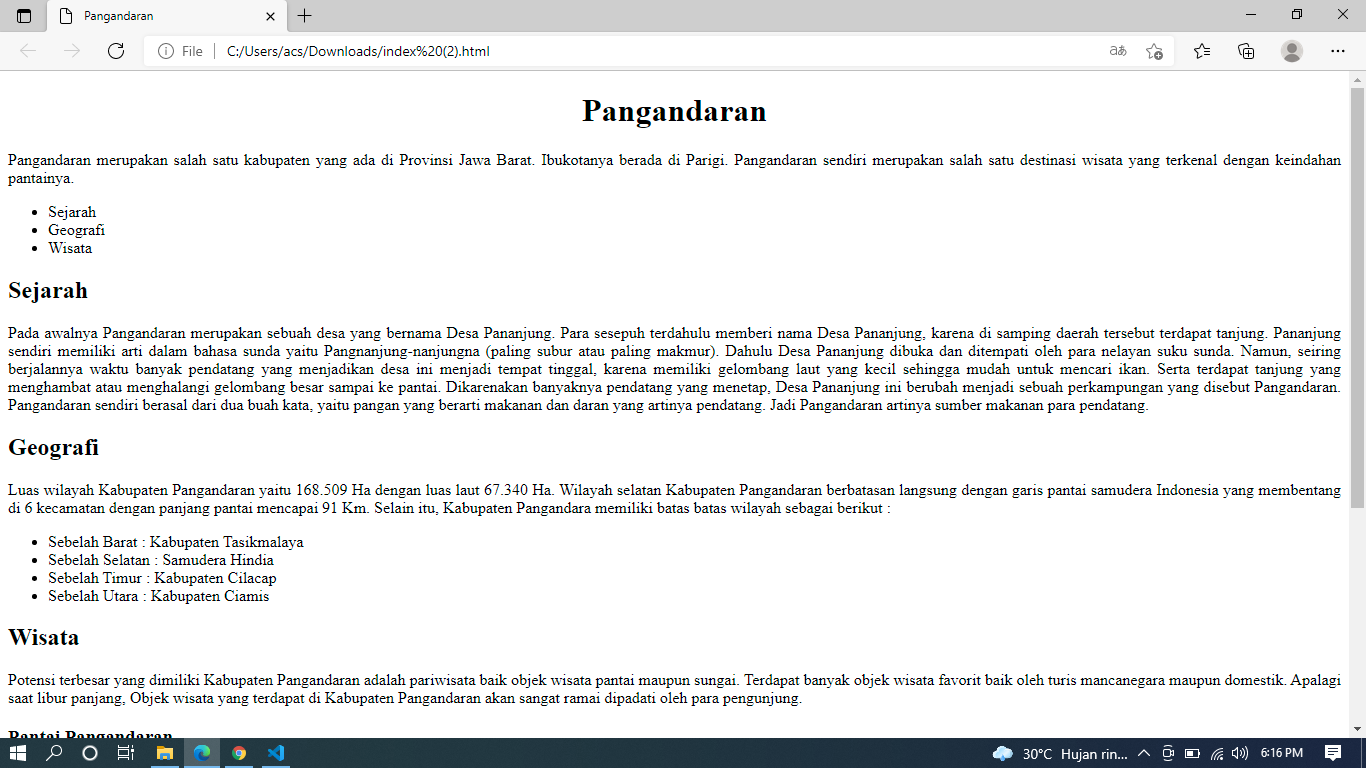 Pangandaran
File
C:/Users/acs/Downloads/index%20(2).html
Pangandaran
Pangandaran merupakan salah satu kabupaten yang ada di Provinsi Jawa Barat. Ibukotanya berada di Parigi. Pangandaran sendiri merupakan salah satu destinasi wisata yang terkenal dengan keindahan
pantainya.
• Sejarah
• Geografi
• Wisata
Sejarah
Pada awalnya Pangandaran merupakan sebuah desa yang bernama Desa Pananjung. Para sesepuh terdahulu memberi nama Desa Pananjung, karena di samping daerah tersebut terdapat tanjung. Pananjung
sendiri memiliki arti dalam bahasa sunda yaitu Pangnanjung-nanjungna (paling subur atau paling makmur). Dahulu Desa Pananjung dibuka dan ditempati oleh para nelayan suku sunda. Namun, seiring
berjalannya waktu banyak pendatang yang menjadikan desa ini menjadi tempat tinggal, karena memiliki gelombang laut yang kecil sehingga mudah untuk mencari ikan. Serta terdapat tanjung yang
menghambat atau menghalangi gelombang besar sampai ke pantai. Dikarenakan banyaknya pendatang yang menetap, Desa Pananjung ini berubah menjadi sebuah perkampungan yang disebut Pangandaran.
Pangandaran sendiri berasal dari dua buah kata, yaitu pangan yang berarti makanan dan daran yang artinya pendatang. Jadi Pangandaran artinya sumber makanan para pendatang.
Geografi
Luas wilayah Kabupaten Pangandaran yaitu 168.509 Ha dengan luas laut 67.340 Ha. Wilayah selatan Kabupaten Pangandaran berbatasan langsung dengan garis pantai samudera Indonesia yang membentang
di 6 kecamatan dengan panjang pantai mencapai 91 Km. Selain itu, Kabupaten Pangandara memiliki batas batas wilayah sebagai berikut :
• Sebelah Barat : Kabupaten Tasikmalaya
• Sebelah Selatan : Samudera Hindia
• Sebelah Timur : Kabupaten Cilacap
• Sebelah Utara : Kabupaten Ciamis
Wisata
Potensi terbesar yang dimiliki Kabupaten Pangandaran adalah pariwisata baik objek wisata pantai maupun sungai. Terdapat banyak objek wisata favorit baik oleh turis mancanegara maupun domestik. Apalagi
saat libur panjang, Objek wisata yang terdapat di Kabupaten Pangandaran akan sangat ramai dipadati oleh para pengunjung.
Pantai Pangandaran
30°C Hujan rin... 6:16 PM